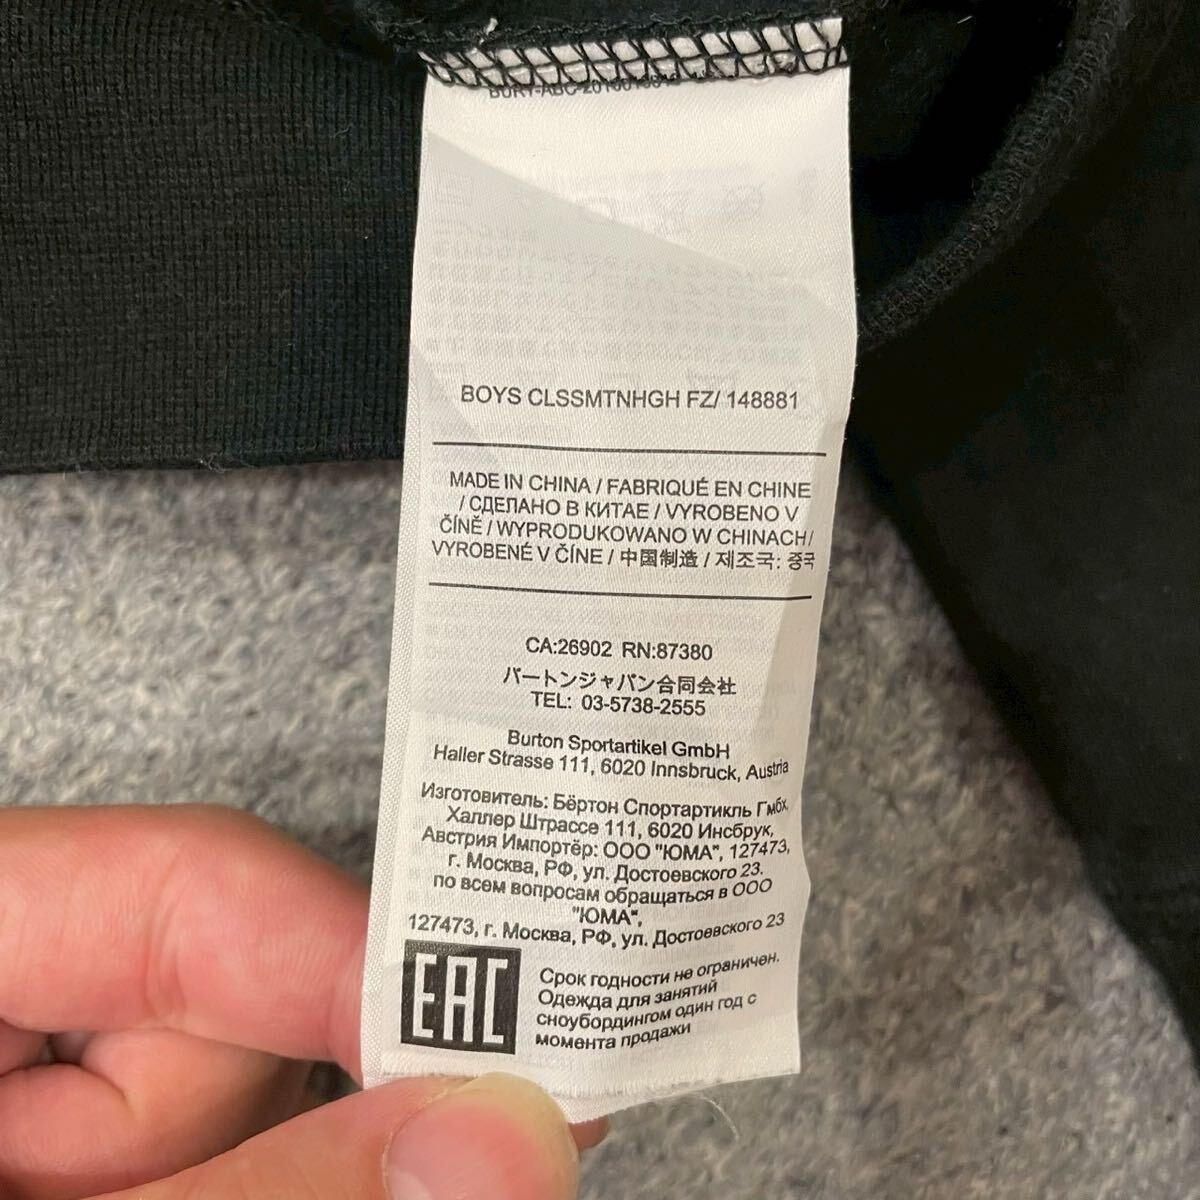 BOYS CLSSMTNHGH FZ/ 148881
MADE IN CHINA / FABRIQUÉ EN CHINE
/ СДЕЛАНО В КИТАЕ / VYROBENO V
ČÍNĚ / WYPRODUKOWANO W CHINACH/
VYROBENÉ V ČÍNE / 中国制造 / 제조국: 중국
CA:26902 RN:87380
バートンジャパン合同会社
TEL: 03-5738-2555
Burton Sportartikel GmbH
Haller Strasse 111, 6020 Innsbruck, Austria
Изготовитель: Бёртон Спортартикль Гмбх,
Халлер Штрассе 111, 6020 Инсбрук,
Австрия Импортёр: ООО "ЮМА", 127473,
г. Москва, РФ, ул. Достоевского 23.
по всем вопросам обращаться в ООО
"ЮМА",
127473, г. Москва, РФ, ул. Достоевского 23
EAC
Срок годности не ограничен.
Одежда для занятий
сноубордингом один год с
момента продажи